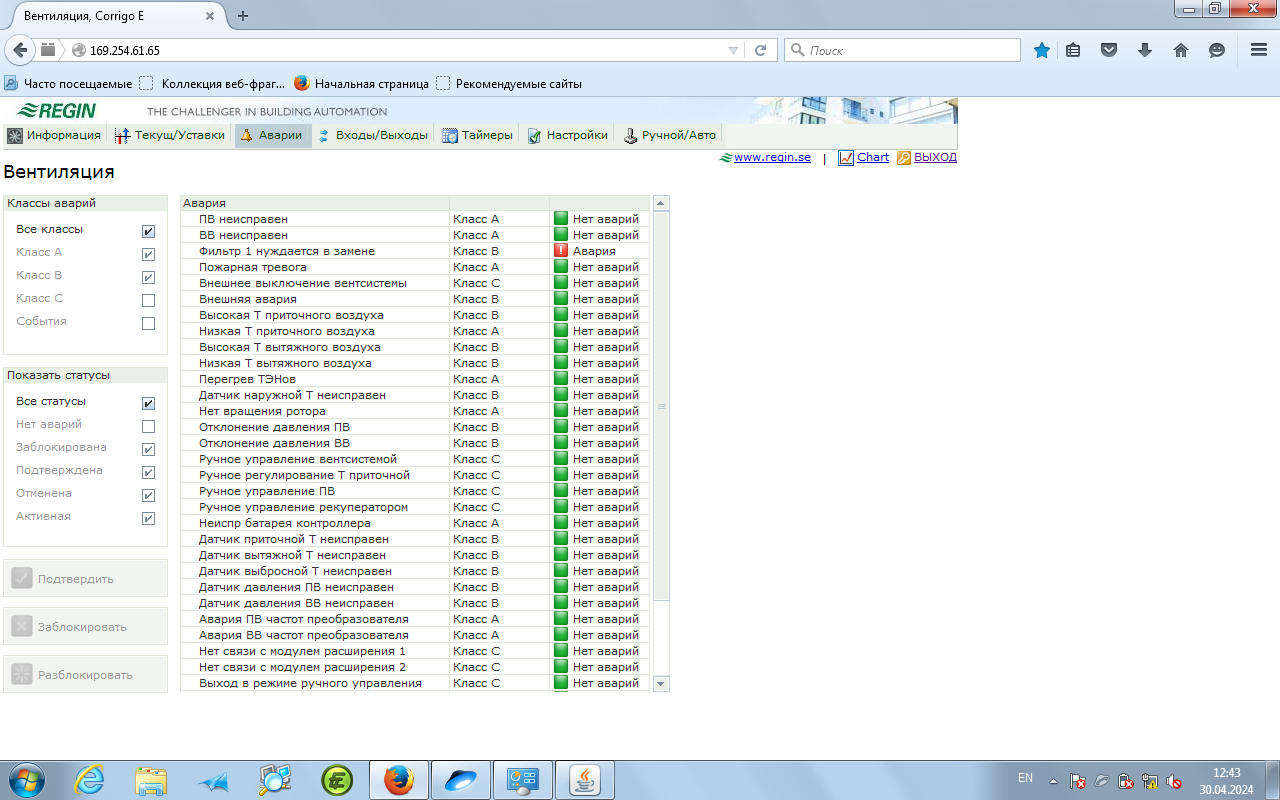 Вентиляция, Corrigo E
169.254.61.65
Поиск
Часто посещаемые
Коллекция веб-фраг...
Начальная страница
Рекомендуемые сайты
REGIN
THE CHALLENGER IN BUILDING AUTOMATION
Информация
Текущ/Уставки
Аварии
Входы/Выходы
Таймеры
Настройки
Ручной/Авто
www.regin.se | Chart ВЫХОД
Вентиляция
Классы аварий
Все классы
Класс A
Класс B
Класс C
События
Показать статусы
Все статусы
Нет аварий
Заблокирована
Подтверждена
Отменена
Активная
Подтвердить
Заблокировать
Разблокировать
Авария
ПВ неисправен Класс A Нет аварий
ВВ неисправен Класс A Нет аварий
Фильтр 1 нуждается в замене Класс B Авария
Пожарная тревога Класс A Нет аварий
Внешнее выключение вентсистемы Класс C Нет аварий
Внешняя авария Класс B Нет аварий
Высокая Т приточного воздуха Класс B Нет аварий
Низкая Т приточного воздуха Класс A Нет аварий
Высокая Т вытяжного воздуха Класс B Нет аварий
Низкая Т вытяжного воздуха Класс B Нет аварий
Перегрев ТЭНов Класс A Нет аварий
Датчик наружной Т неисправен Класс B Нет аварий
Нет вращения ротора Класс A Нет аварий
Отклонение давления ПВ Класс B Нет аварий
Отклонение давления ВВ Класс B Нет аварий
Ручное управление вентсистемой Класс C Нет аварий
Ручное регулирование Т приточной Класс C Нет аварий
Ручное управление ПВ Класс C Нет аварий
Ручное управление рекуператором Класс C Нет аварий
Неиспр батарея контроллера Класс A Нет аварий
Датчик приточной Т неисправен Класс B Нет аварий
Датчик вытяжной Т неисправен Класс B Нет аварий
Датчик выбросной Т неисправен Класс B Нет аварий
Датчик давления ПВ неисправен Класс B Нет аварий
Датчик давления ВВ неисправен Класс B Нет аварий
Авария ПВ частот преобразователя Класс A Нет аварий
Авария ВВ частот преобразователя Класс A Нет аварий
Нет связи с модулем расширения 1 Класс C Нет аварий
Нет связи с модулем расширения 2 Класс C Нет аварий
Выход в режиме ручного управления Класс C Нет аварий
EN
12:43
30.04.2024